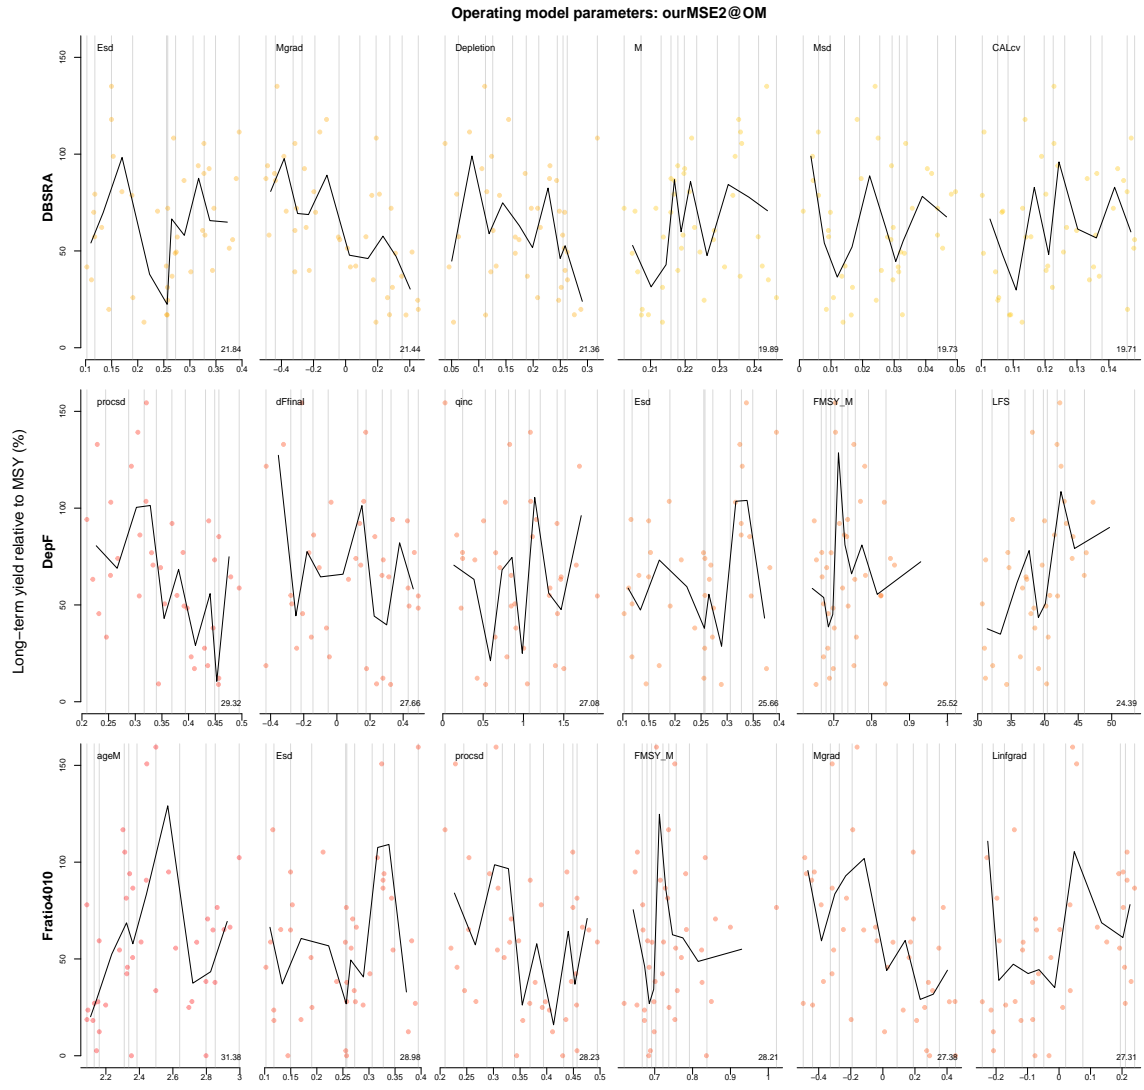 Operating model parameters: ourMSE2@OM
Long−term yield relative to MSY (%)
DBSRA
0 50 100 150
Esd
21.84
0.1 0.15 0.2 0.25 0.3 0.35 0.4
Mgrad
21.44
−0.4 −0.2 0 0.2 0.4
Depletion
21.36
0.05 0.1 0.15 0.2 0.25 0.3
M
19.89
0.21 0.22 0.23 0.24
Msd
19.73
0 0.01 0.02 0.03 0.04 0.05
CALcv
19.71
0.1 0.11 0.12 0.13 0.14
DepF
0 50 100 150
procsd
29.32
0.2 0.25 0.3 0.35 0.4 0.45 0.5
dFfinal
27.66
−0.4 −0.2 0 0.2 0.4
qinc
27.08
0 0.5 1 1.5
Esd
25.66
0.1 0.15 0.2 0.25 0.3 0.35 0.4
FMSY_M
25.52
0.7 0.8 0.9 1
LFS
24.39
30 35 40 45 50
Fratio4010
0 50 100 150
ageM
31.38
2.2 2.4 2.6 2.8 3
Esd
28.98
0.1 0.15 0.2 0.25 0.3 0.35 0.4
procsd
28.23
0.2 0.25 0.3 0.35 0.4 0.45 0.5
FMSY_M
28.21
0.7 0.8 0.9 1
Mgrad
27.38
−0.4 −0.2 0 0.2 0.4
Linfgrad
27.31
−0.2 −0.1 0 0.1 0.2